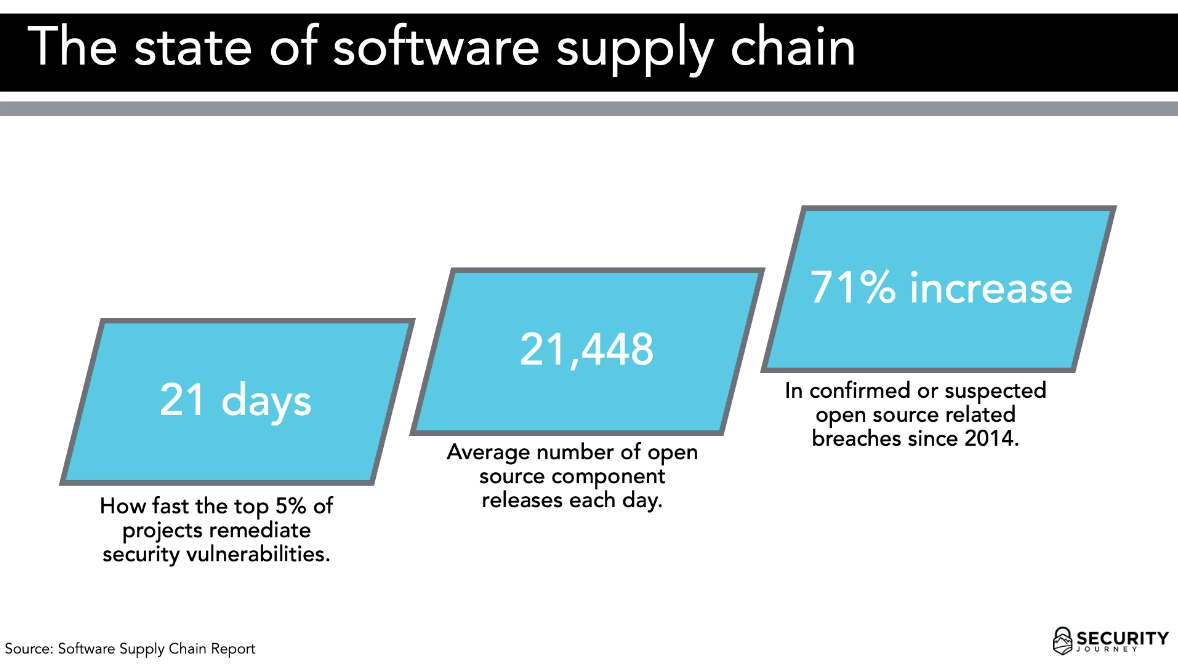 The state of software supply chain
21 days
How fast the top 5% of
projects remediate
security vulnerabilities.
21,448
Average number of open
source component
releases each day.
71% increase
In confirmed or suspected
open source related
breaches since 2014.
Source: Software Supply Chain Report
SECURITY
JOURNEY